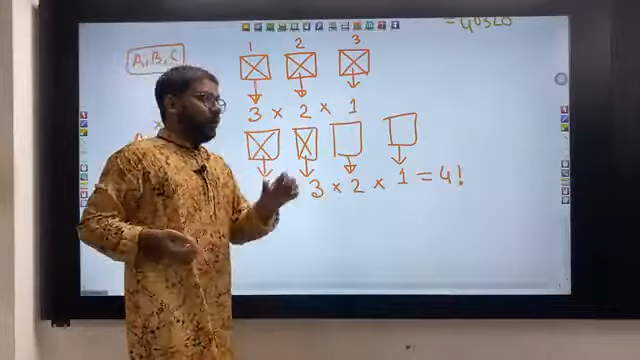 = 40320
A, B, C
1 2 3
3 × 2 × 1
3 × 2 × 1 = 4!